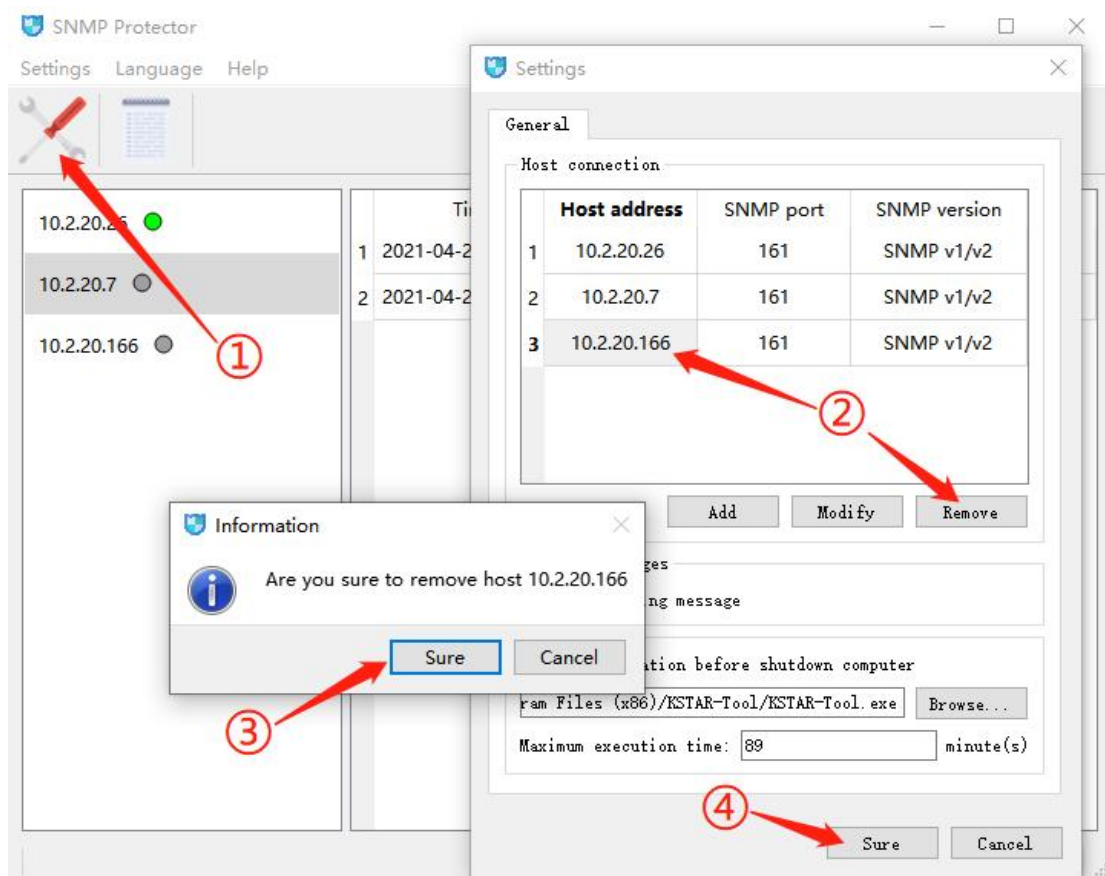 SNMP Protector
Settings Language Help
Settings
General
Host connection
Host address SNMP port SNMP version
1 10.2.20.26 161 SNMP v1/v2
2 10.2.20.7 161 SNMP v1/v2
3 10.2.20.166 161 SNMP v1/v2
Add Modify Remove
ges
ng message
ation before shutdown computer
ram Files (x86)/KSTAR-Tool/KSTAR-Tool.exe Browse...
Maximum execution time: 89 minute(s)
Sure Cancel
10.2.20.26
10.2.20.7
10.2.20.166
Ti
1 2021-04-2
2 2021-04-2
Information
Are you sure to remove host 10.2.20.166
Sure Cancel
①
②
③
④